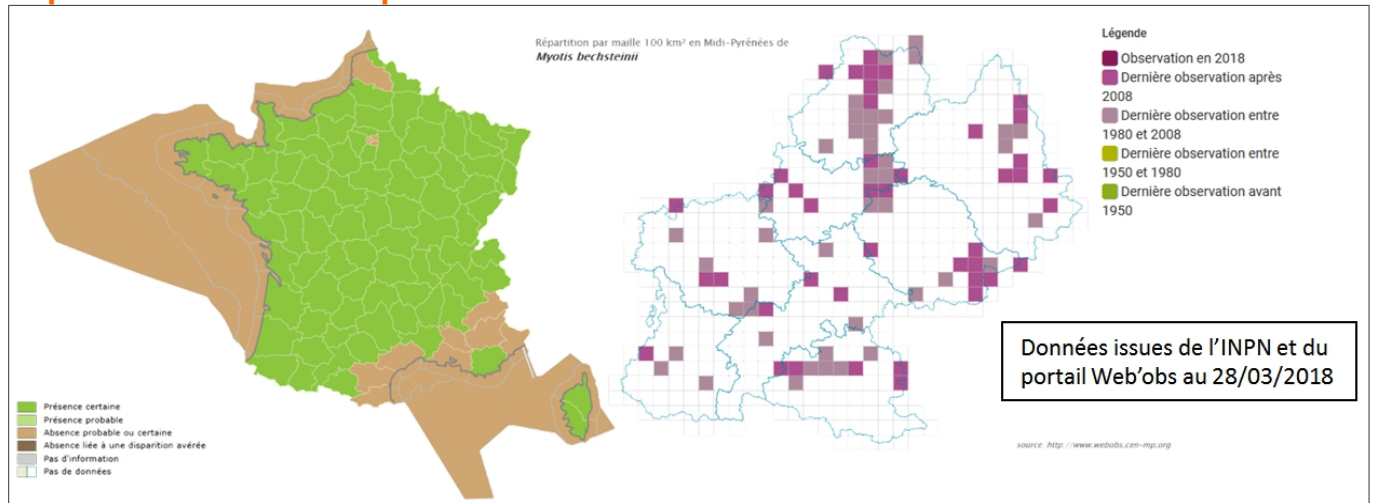 Répartition par maille 100 km² en Midi-Pyrénées de
Myotis bechsteinii
Légende
Observation en 2018
Dernière observation après
2008
Dernière observation entre
1980 et 2008
Dernière observation entre
1950 et 1980
Dernière observation avant
1950
Données issues de l'INPN et du
portail Web'obs au 28/03/2018
Présence certaine
Présence probable
Absence probable ou certaine
Absence liée à une disparition avérée
Pas d'information
Pas de données
source: http://www.webobs.cen-mp.org